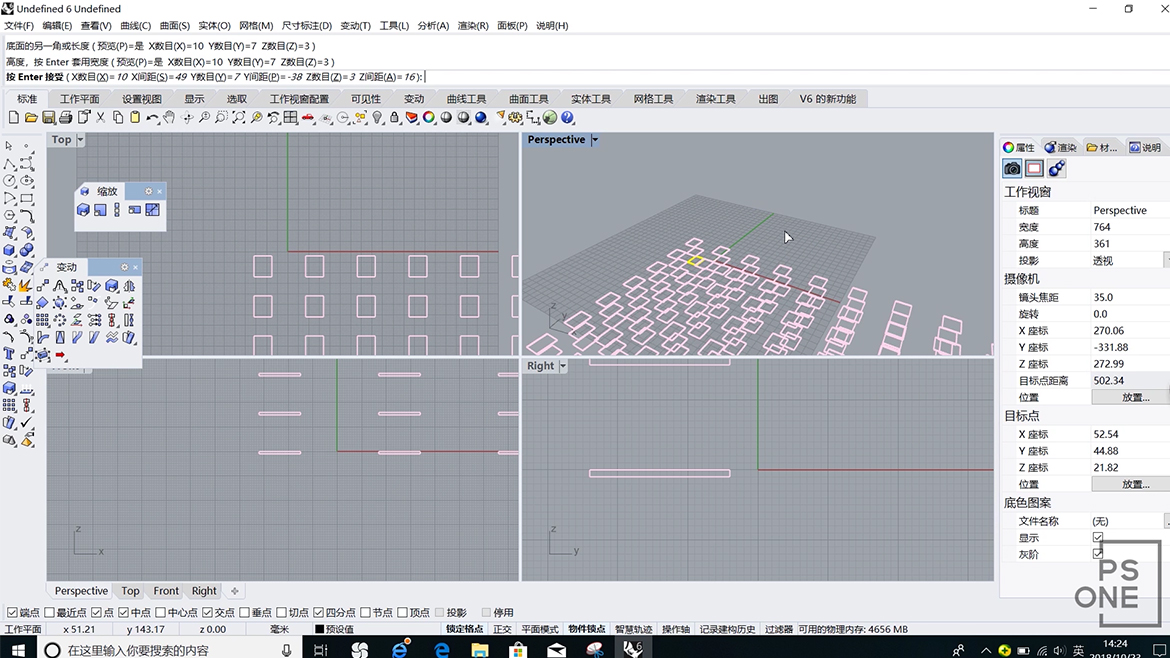 Undefined 6 Undefined
文件(F) 编辑(E) 查看(V) 曲线(C) 曲面(S) 实体(O) 网格(M) 尺寸标注(D) 变动(T) 工具(L) 分析(A) 渲染(R) 面板(P) 说明(H)
底面的另一角或长度 ( 预览(P)=是 X数目(X)=10 Y数目(Y)=7 Z数目(Z)=3 )
高度，按 Enter 套用宽度 ( 预览(P)=是 X数目(X)=10 Y数目(Y)=7 Z数目(Z)=3 )
按 Enter 接受 ( X数目(X)=10 X间距(S)=49 Y数目(Y)=7 Y间距(P)=-38 Z数目(Z)=3 Z间距(A)=16 ):
标准 工作平面 设置视图 显示 选取 工作视窗配置 可见性 变动 曲线工具 曲面工具 实体工具 网格工具 渲染工具 出图 V6 的新功能
Top
Perspective
缩放
变动
Right
z
y
z
x
z
y
属性 渲染 材... 说明
工作视窗
标题 Perspective
宽度 764
高度 361
投影 透视
摄像机
镜头焦距 35.0
旋转 0.0
X 座标 270.06
Y 座标 -331.88
Z 座标 272.99
目标点距离 502.34
位置 放置...
目标点
X 座标 52.54
Y 座标 44.88
Z 座标 21.82
位置 放置...
底色图案
文件名称 (无)
显示
灰阶
PS
ONE
Perspective Top Front Right
端点 最近点 点 中点 中心点 交点 垂点 切点 四分点 节点 顶点 投影 停用
工作平面 x 51.21 y 143.17 z 0.00 毫米 预设值 锁定格点 正交 平面模式 物件锁点 智慧轨迹 操作轴 记录建构历史 过滤器 可用的物理内存: 4656 MB
在这里输入你要搜索的内容
英
14:24
2018/10/23